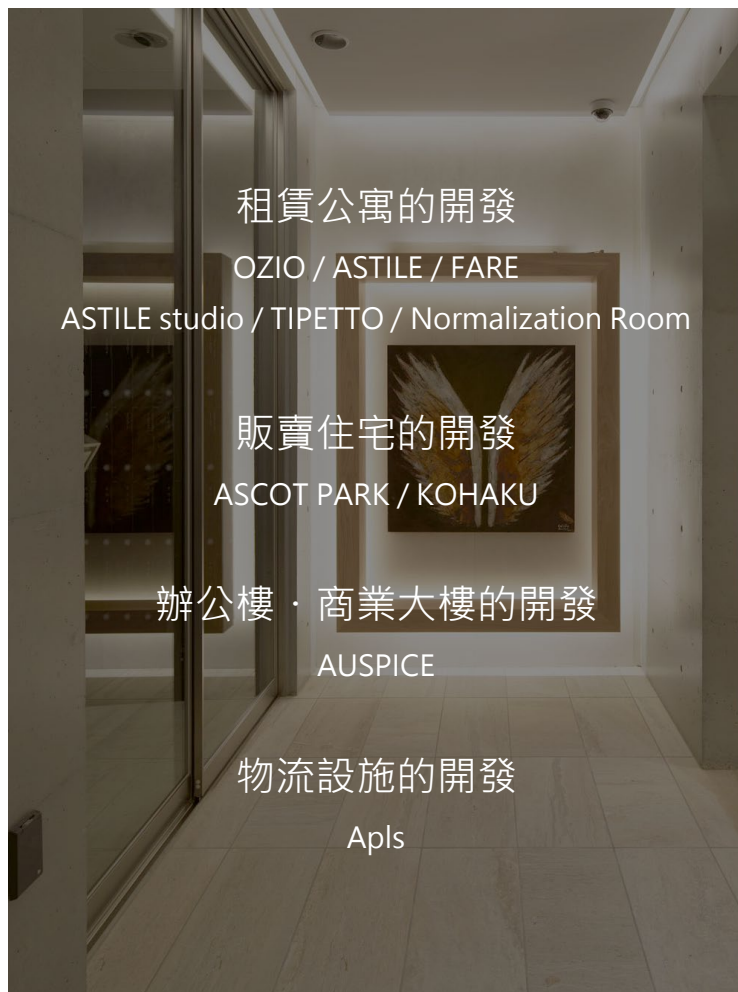 租賃公寓的開發
OZIO / ASTILE / FARE
ASTILE studio / TIPETTO / Normalization Room
販賣住宅的開發
ASCOT PARK / KOHAKU
辦公樓・商業大樓的開發
AUSPICE
物流設施的開發
Apls